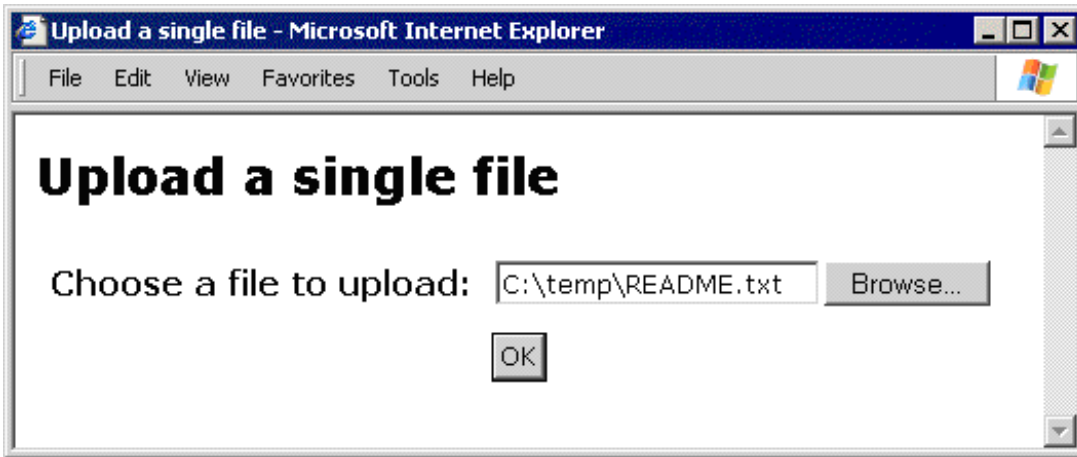 Upload a single file - Microsoft Internet Explorer
File Edit View Favorites Tools Help
Upload a single file
Choose a file to upload: C:\temp\README.txt Browse...
OK